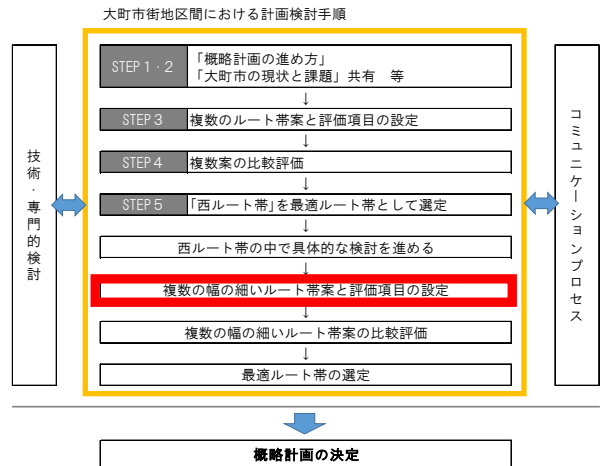 大町市街地区間における計画検討手順
STEP 1・2
「概略計画の進め方」
「大町市の現状と課題」共有　等
↓
STEP 3
複数のルート帯案と評価項目の設定
↓
STEP 4
複数案の比較評価
↓
STEP 5
「西ルート帯」を最適ルート帯として選定
↓
西ルート帯の中で具体的な検討を進める
↓
複数の幅の細いルート帯案と評価項目の設定
↓
複数の幅の細いルート帯案の比較評価
↓
最適ルート帯の選定
技術・専門的検討
コミュニケーションプロセス
概略計画の決定